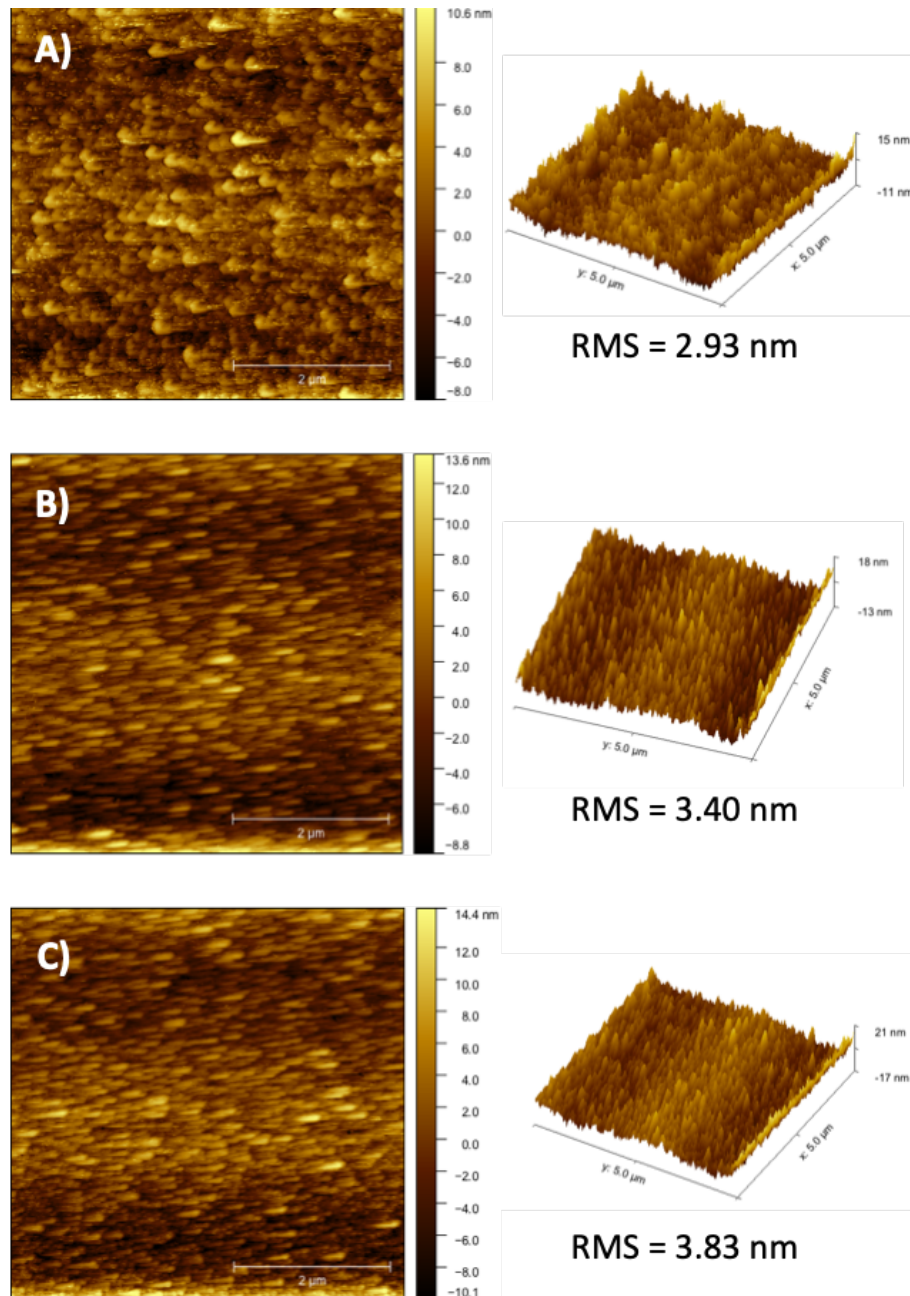 A)
10.6 nm
8.0
6.0
4.0
2.0
0.0
−2.0
−4.0
−6.0
−8.0
2 µm
15 nm
-11 nm
x: 5.0 µm
y: 5.0 µm
RMS = 2.93 nm
B)
13.6 nm
12.0
10.0
8.0
6.0
4.0
2.0
0.0
−2.0
−4.0
−6.0
−8.8
2 µm
18 nm
-13 nm
x: 5.0 µm
y: 5.0 µm
RMS = 3.40 nm
C)
14.4 nm
12.0
10.0
8.0
6.0
4.0
2.0
0.0
−2.0
−4.0
−6.0
−8.0
−10.1
2 µm
21 nm
-17 nm
x: 5.0 µm
y: 5.0 µm
RMS = 3.83 nm